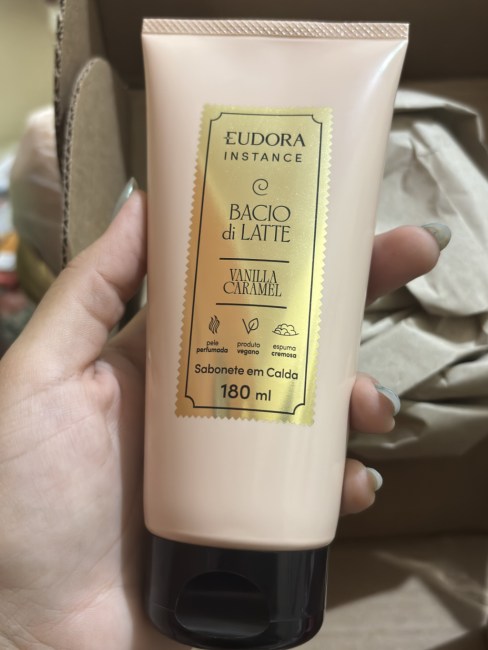 EUDORA
INSTANCE
BACIO
di LATTE
VANILLA
CARAMEL
pele
perfumada
produto
vegano
espuma
cremosa
Sabonete em Calda
180 ml